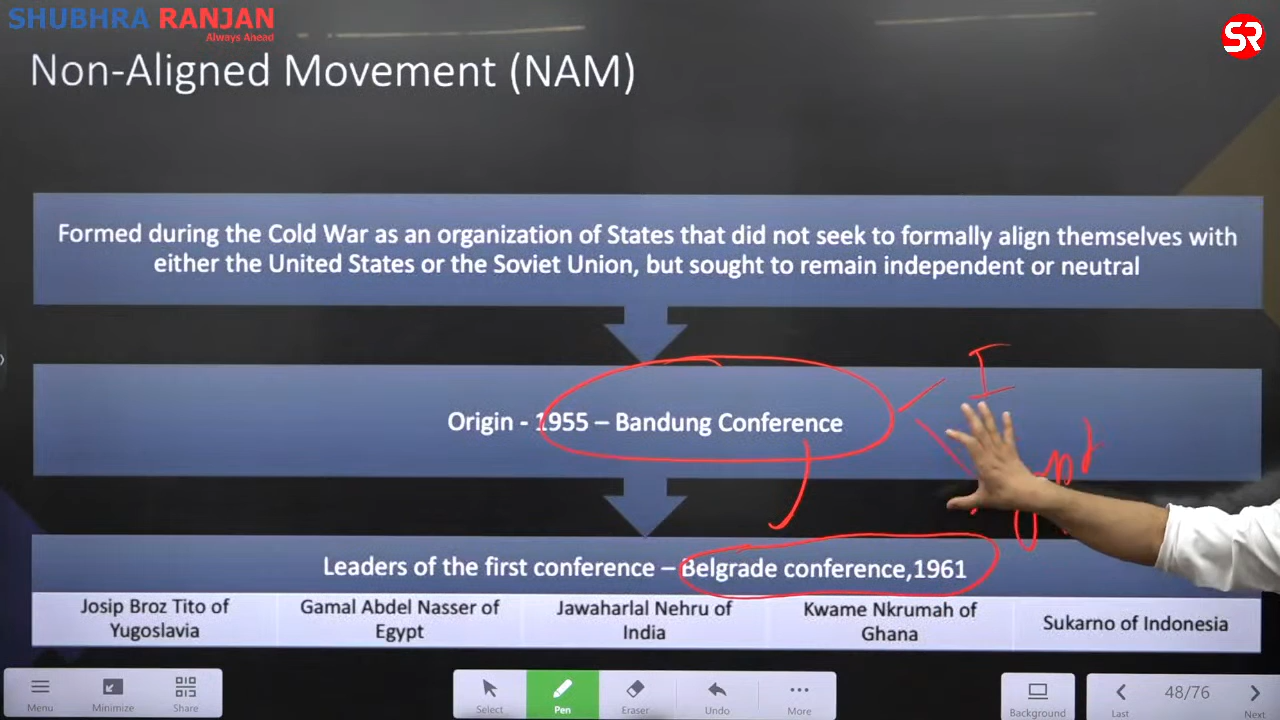 SHUBHRA RANJAN
Always Ahead
SR
Non-Aligned Movement (NAM)
Formed during the Cold War as an organization of States that did not seek to formally align themselves with
either the United States or the Soviet Union, but sought to remain independent or neutral
I
Origin - 1955 – Bandung Conference
Leaders of the first conference – Belgrade conference,1961
Josip Broz Tito of
Yugoslavia
Gamal Abdel Nasser of
Egypt
Jawaharlal Nehru of
India
Kwame Nkrumah of
Ghana
Sukarno of Indonesia
Menu
Minimize
Share
Select
Pen
Eraser
Undo
More
Background
Last
48/76
Next